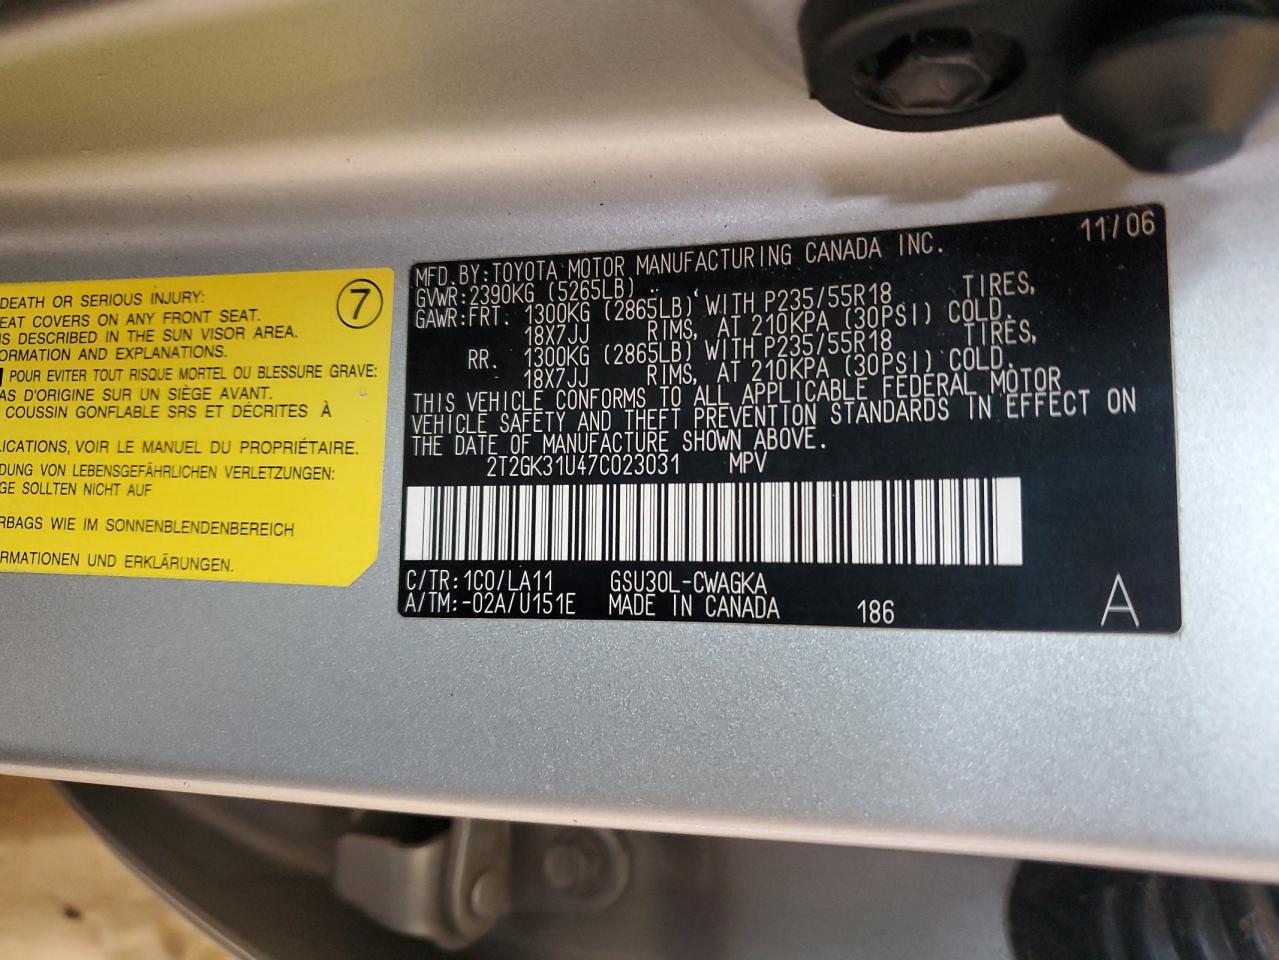 DEATH OR SERIOUS INJURY:
EAT COVERS ON ANY FRONT SEAT.
S DESCRIBED IN THE SUN VISOR AREA.
ORMATION AND EXPLANATIONS.
POUR EVITER TOUT RISQUE MORTEL OU BLESSURE GRAVE:
AS D'ORIGINE SUR UN SIÈGE AVANT.
COUSSIN GONFLABLE SRS ET DÉCRITES À
LICATIONS, VOIR LE MANUEL DU PROPRIÉTAIRE.
DUNG VON LEBENSGEFÄHRLICHEN VERLETZUNGEN:
GE SOLLTEN NICHT AUF
RBAGS WIE IM SONNENBLENDENBEREICH
RMATIONEN UND ERKLÄRUNGEN.
7
11/06
MFD. BY: TOYOTA MOTOR MANUFACTURING CANADA INC.
GVWR: 2390KG (5265LB)
GAWR: FRT. 1300KG (2865LB) WITH P235/55R18 TIRES,
18X7JJ RIMS, AT 210KPA (30PSI) COLD.
RR. 1300KG (2865LB) WITH P235/55R18 TIRES,
18X7JJ RIMS, AT 210KPA (30PSI) COLD.
THIS VEHICLE CONFORMS TO ALL APPLICABLE FEDERAL MOTOR
VEHICLE SAFETY AND THEFT PREVENTION STANDARDS IN EFFECT ON
THE DATE OF MANUFACTURE SHOWN ABOVE.
2T2GK31U47C023031 MPV
C/TR: 1C0/LA11 GSU30L-CWAGKA
A/TM: -02A/U151E MADE IN CANADA 186 A